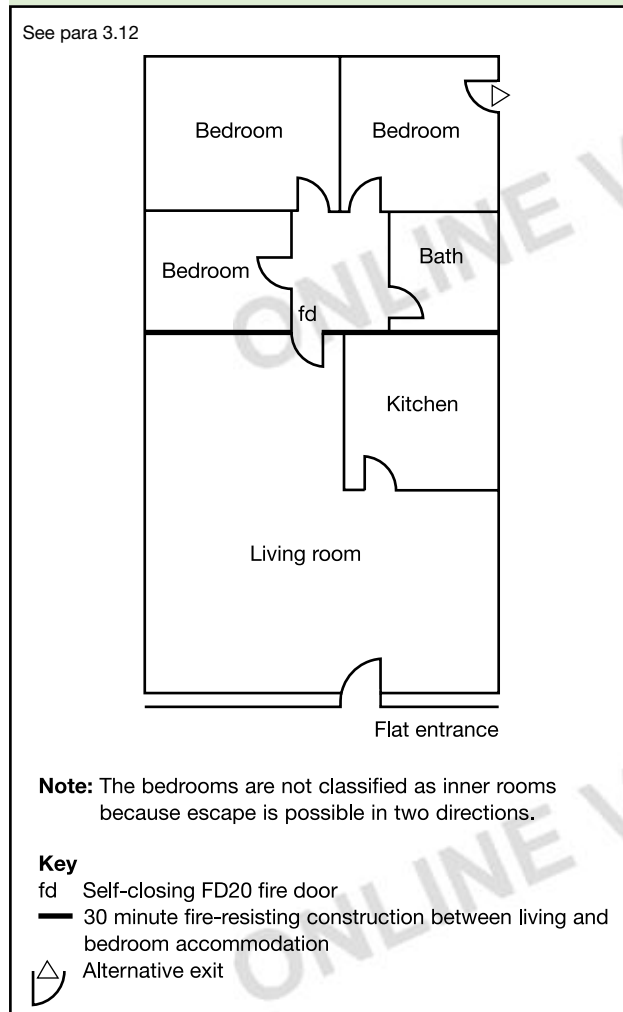 See para 3.12
Bedroom
Bedroom
Bedroom
Bath
fd
Kitchen
Living room
Flat entrance
Note: The bedrooms are not classified as inner rooms
because escape is possible in two directions.
Key
fd Self-closing FD20 fire door
30 minute fire-resisting construction between living and
bedroom accommodation
Alternative exit
ONLINE V
ONLINE V